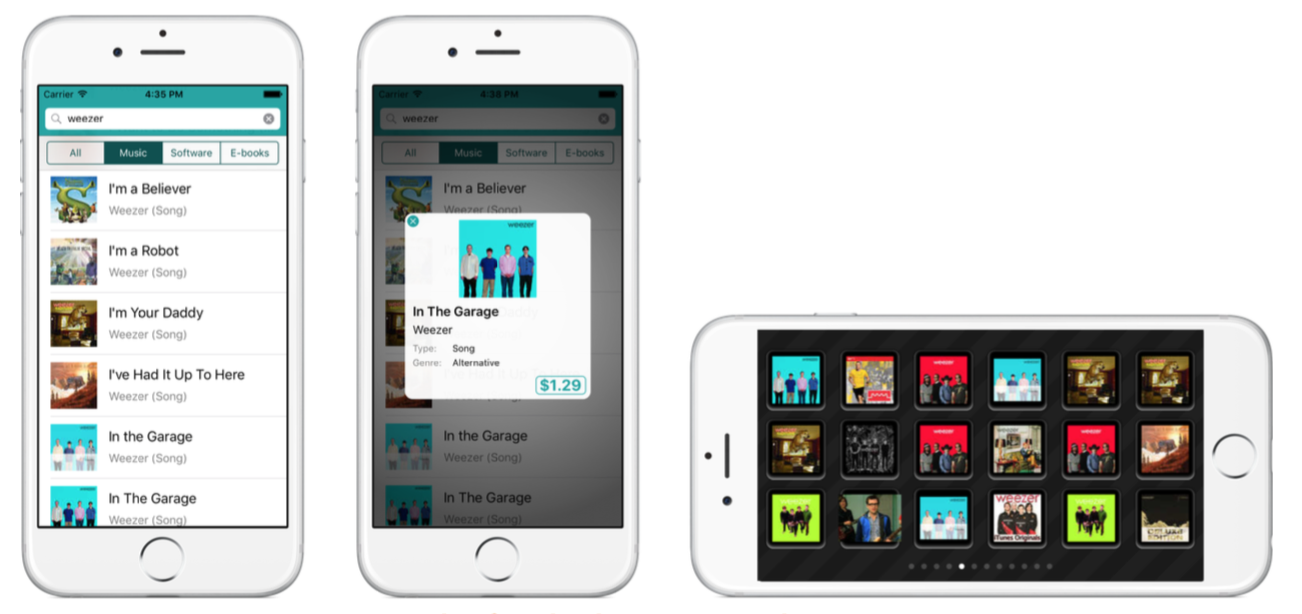 Carrier 4:35 PM
weezer
All Music Software E-books
I'm a Believer
Weezer (Song)
I'm a Robot
Weezer (Song)
I'm Your Daddy
Weezer (Song)
I've Had It Up To Here
Weezer (Song)
In the Garage
Weezer (Song)
In The Garage
Weezer (Song)
Carrier 4:38 PM
weezer
All Music Software E-books
I'm a Believer
Weezer (Song)
weezer
In The Garage
Weezer
Type: Song
Genre: Alternative
$1.29
In the Garage
Weezer (Song)
In The Garage
Weezer (Song)
weezer
weezer
weezer
weezer
weezer
iTunes Originals